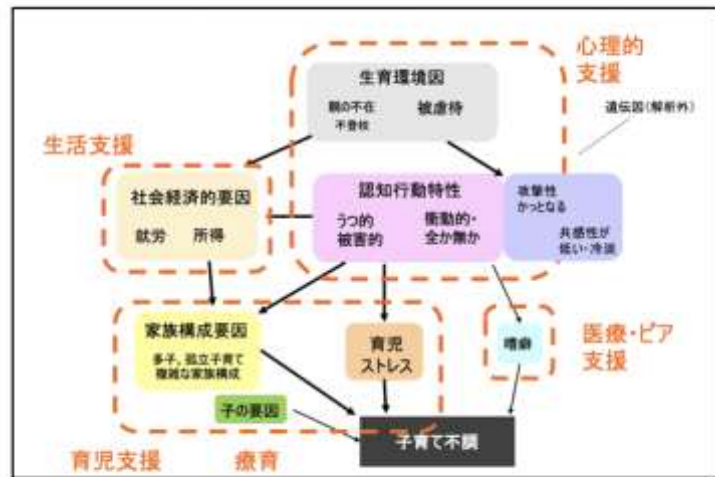 心理的
支援
生育環境因
親の不在
不登校
被虐待
遺伝因(解析外)
生活支援
社会経済的要因
就労 所得
認知行動特性
うつ的
被害的
衝動的・
全か無か
攻撃性
かっとなる
共感性が
低い・冷淡
家族構成要因
多子、孤立子育て
複雑な家族構成
育児
ストレス
嗜癖
医療・ピア
支援
子の要因
子育て不調
育児支援 療育